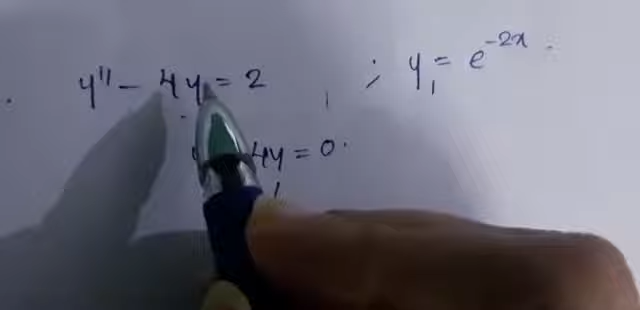 y'' - 4y = 2 ; y₁ = e^{-2x}.
4y = 0.